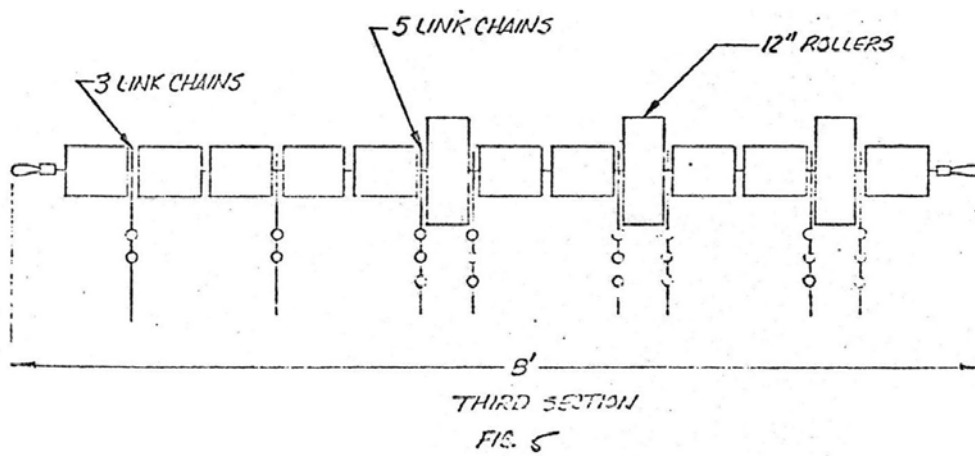 5 LINK CHAINS
12" ROLLERS
3 LINK CHAINS
8'
THIRD SECTION
FIG. 5